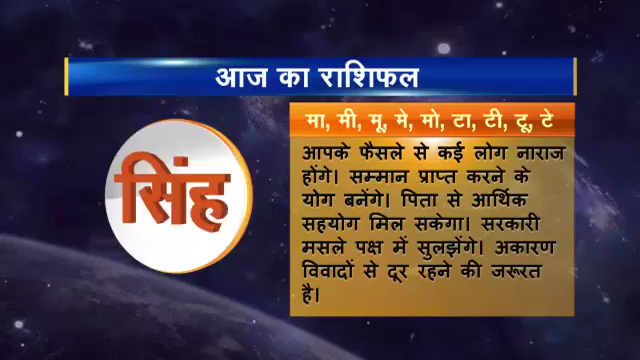 आज का राशिफल
सिंह
मा, मी, मू, मे, मो, टा, टी, टू, टे
आपके फैसले से कई लोग नाराज
होंगे। सम्मान प्राप्त करने के
योग बनेंगे। पिता से आर्थिक
सहयोग मिल सकेगा। सरकारी
मसले पक्ष में सुलझेंगे। अकारण
विवादों से दूर रहने की जरूरत
है।